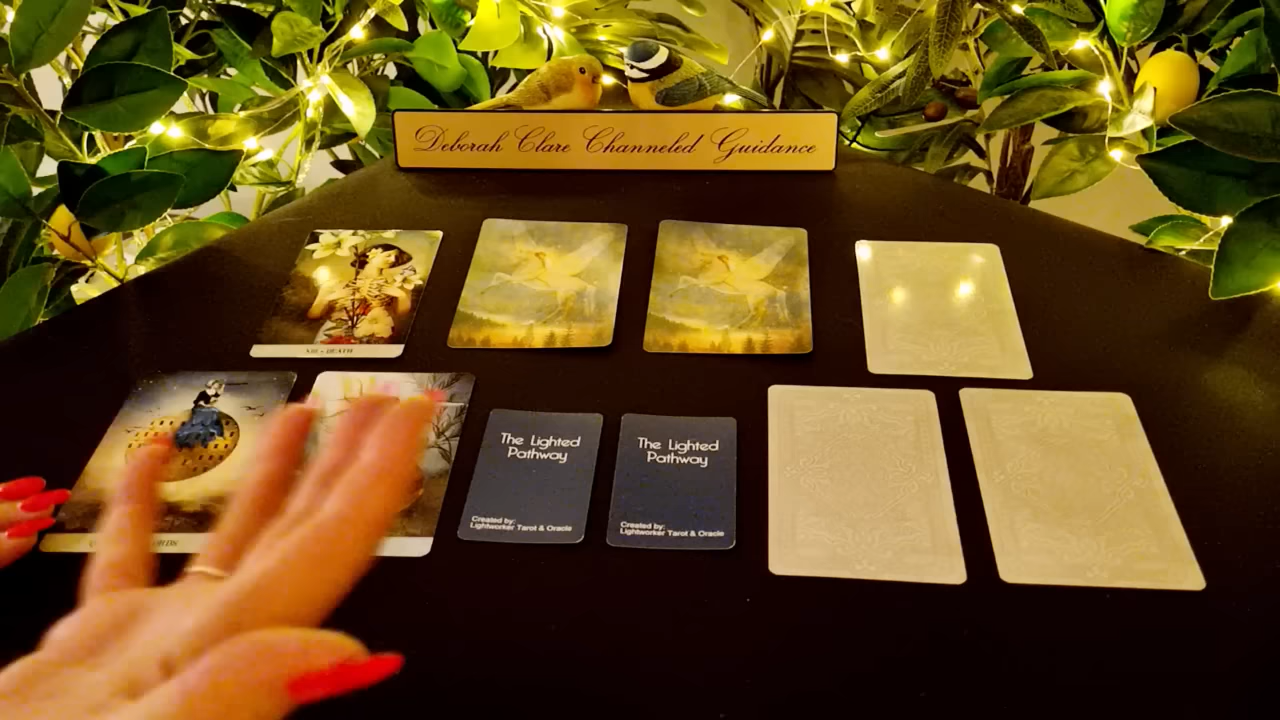 Deborah Clare Channeled Guidance
XIII - DEATH
The Lighted
Pathway
Created by:
Lightworker Tarot & Oracle
The Lighted
Pathway
Created by:
Lightworker Tarot & Oracle